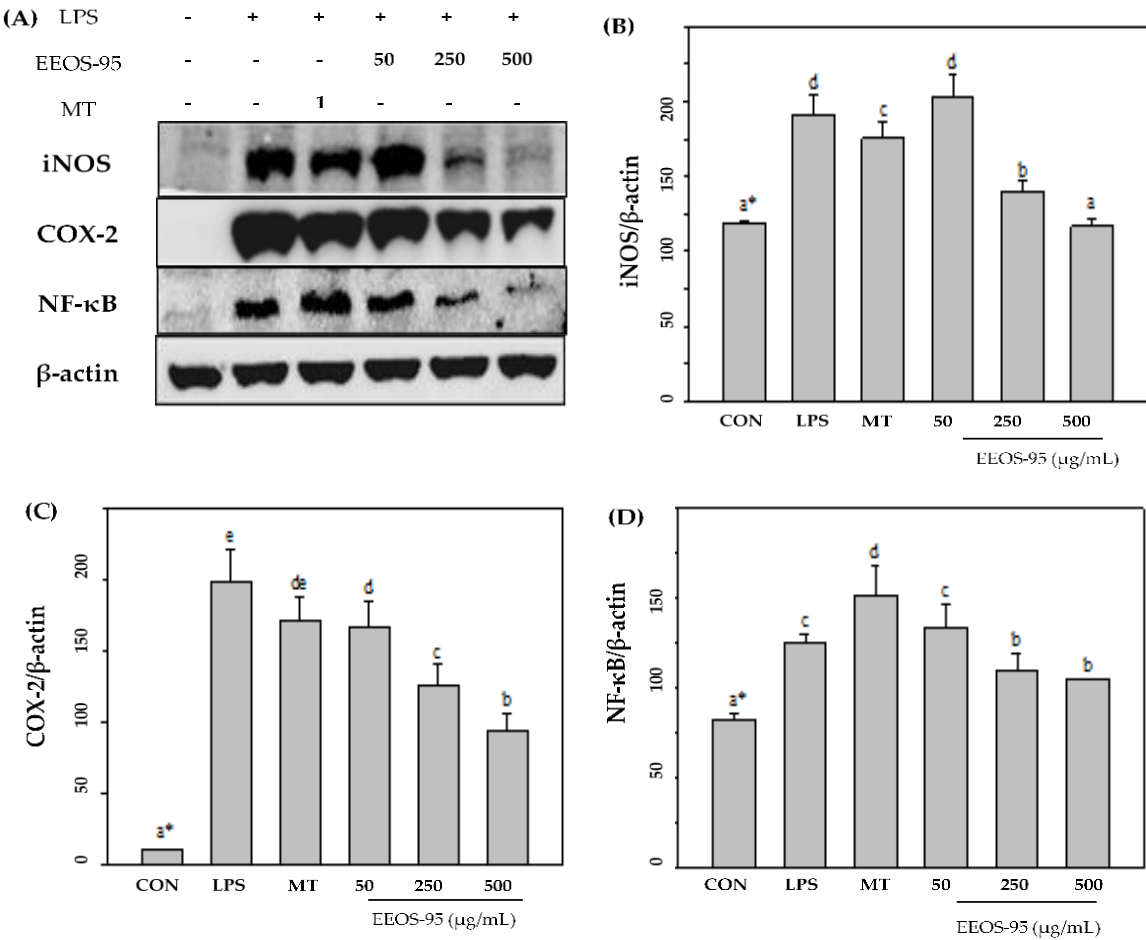 (A) LPS - + + + + +
EEOS-95 - - - 50 250 500
MT - - 1 - - -
iNOS
COX-2
NF-κB
β-actin
(B)
iNOS/β-actin
200
150
100
50
0
a* d c d b a
CON LPS MT 50 250 500
EEOS-95 (μg/mL)
(C)
COX-2/β-actin
200
150
100
50
0
a* e de d c b
CON LPS MT 50 250 500
EEOS-95 (μg/mL)
(D)
NF-κB/β-actin
150
100
50
0
a* c d c b b
CON LPS MT 50 250 500
EEOS-95 (μg/mL)